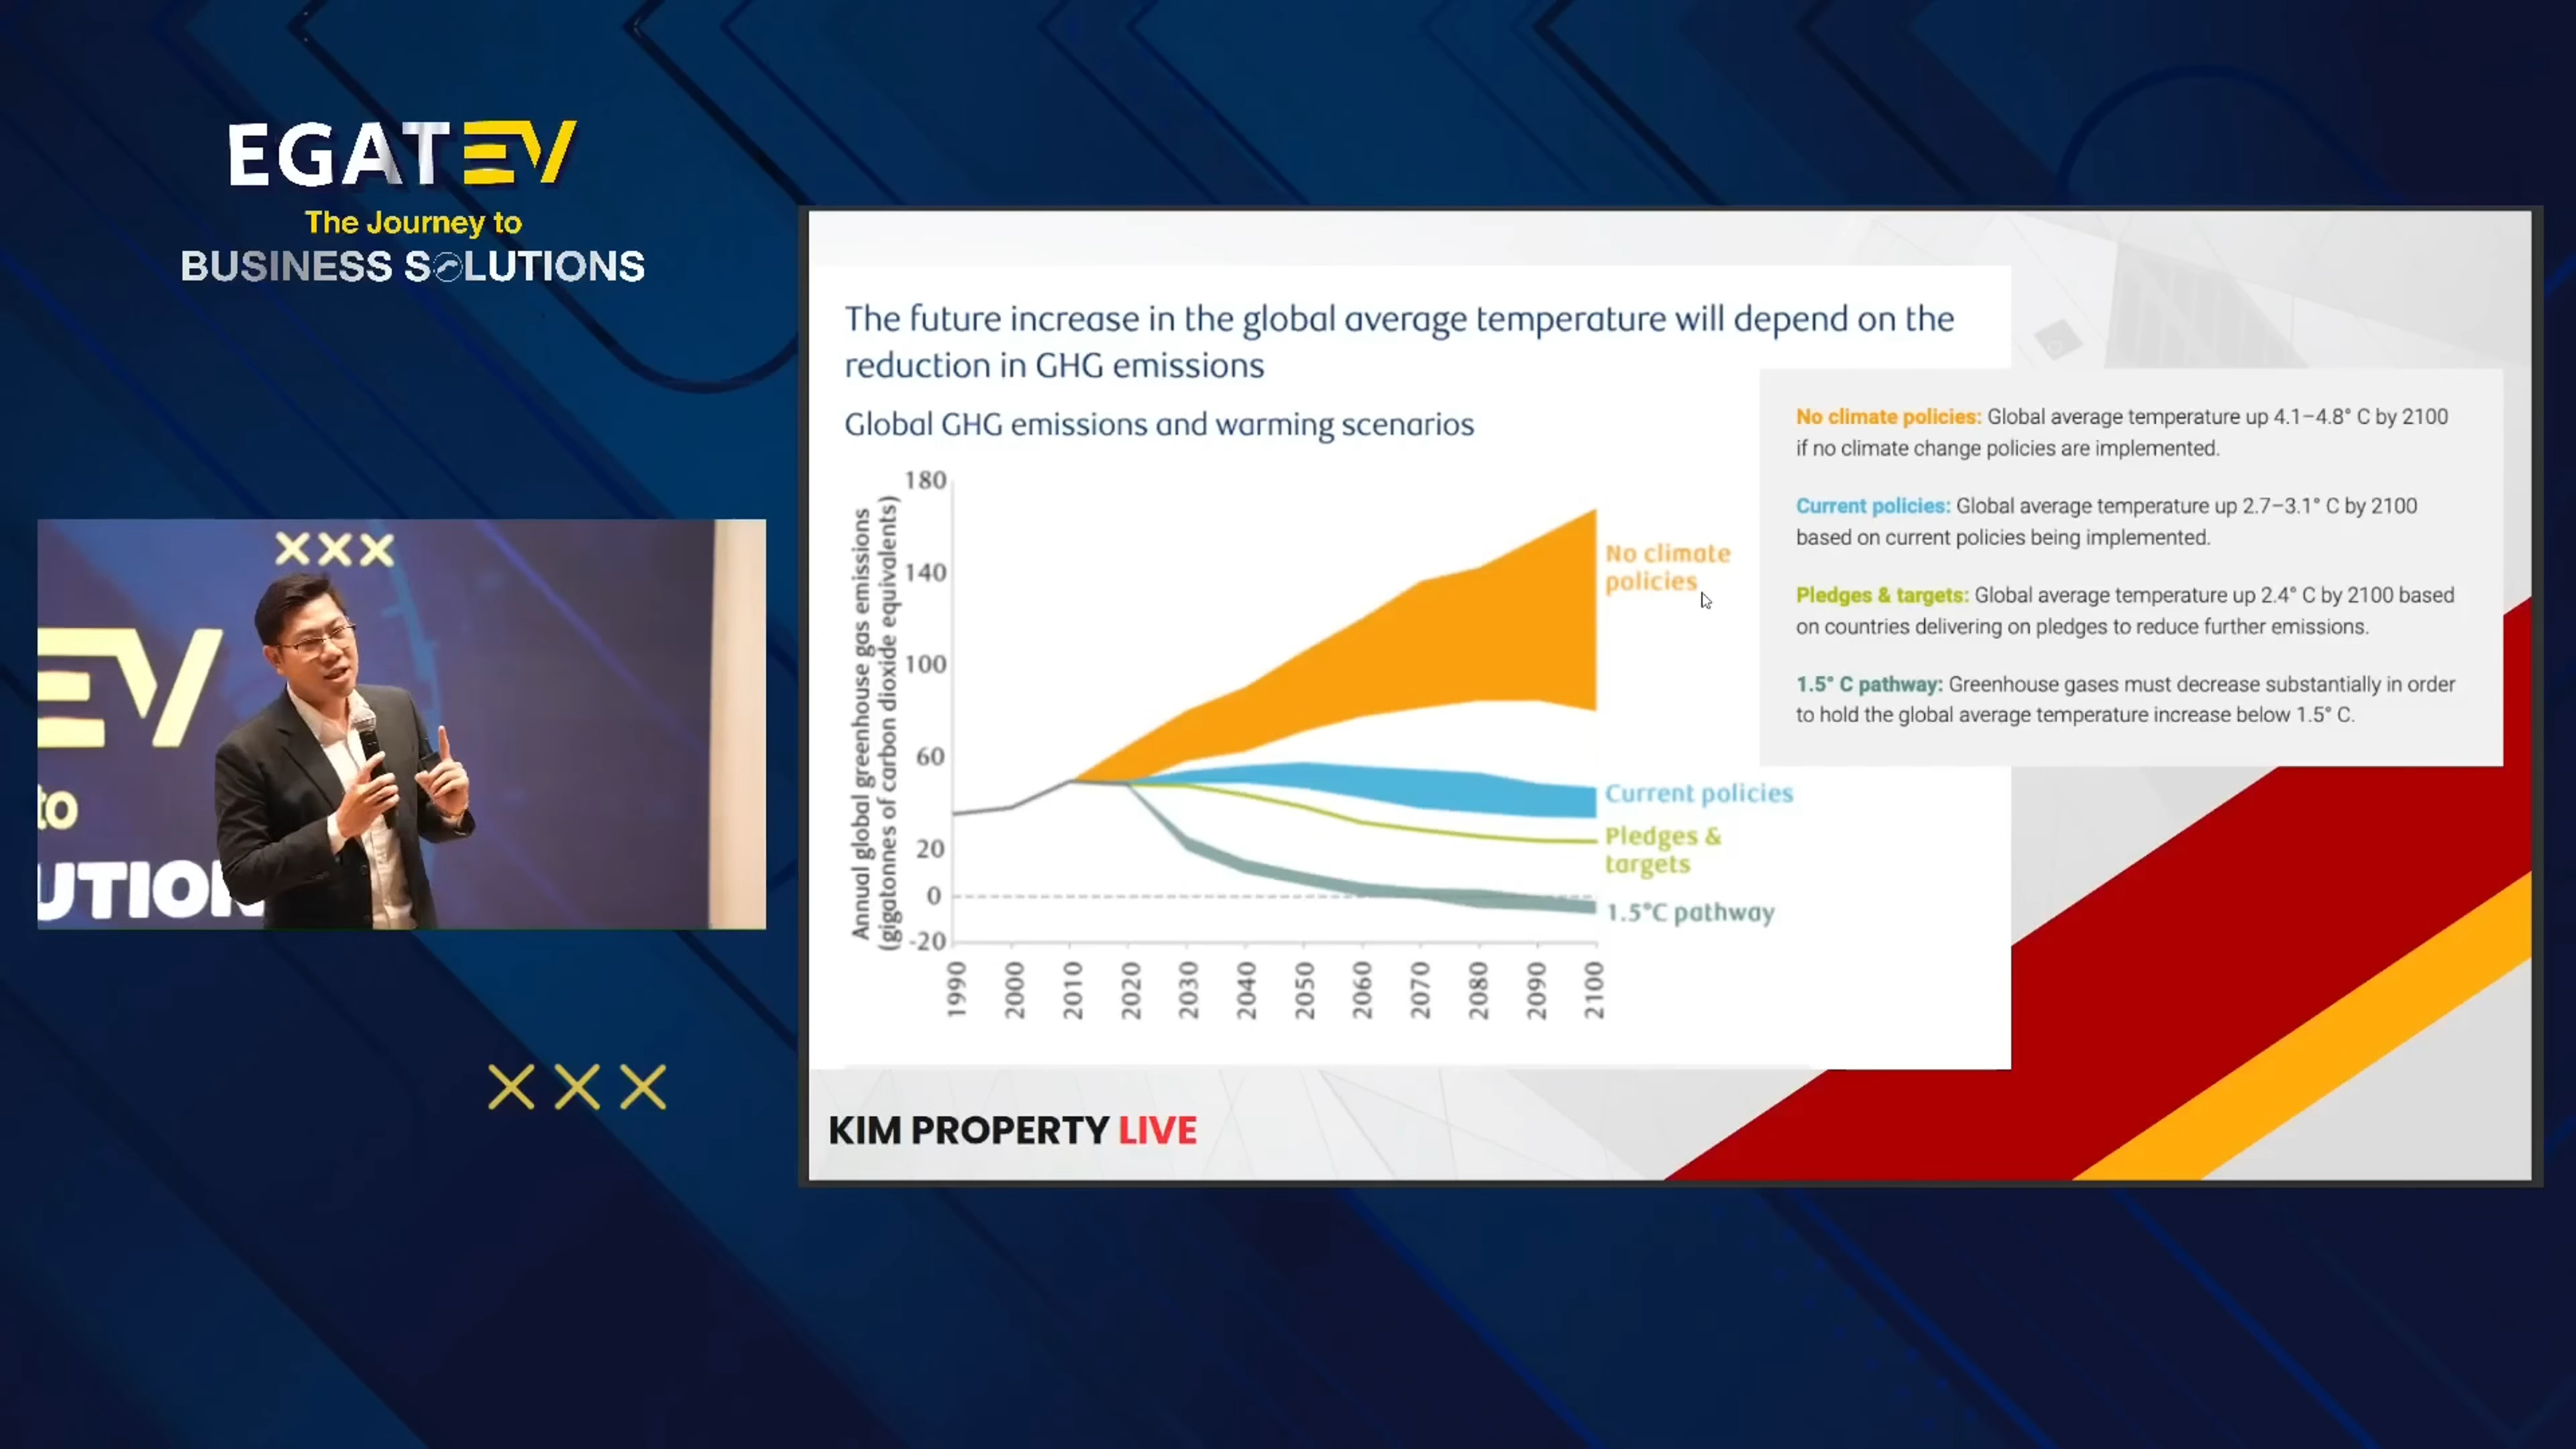 EGAT EV
The Journey to
BUSINESS SOLUTIONS
XXX
EV
to
UTION
XXX
The future increase in the global average temperature will depend on the
reduction in GHG emissions
Global GHG emissions and warming scenarios
Annual global greenhouse gas emissions
(gigatonnes of carbon dioxide equivalents)
180
140
100
60
20
0
-20
1990
2000
2010
2020
2030
2040
2050
2060
2070
2080
2090
2100
No climate
policies
Current policies
Pledges &
targets
1.5°C pathway
No climate policies: Global average temperature up 4.1–4.8° C by 2100
if no climate change policies are implemented.
Current policies: Global average temperature up 2.7–3.1° C by 2100
based on current policies being implemented.
Pledges & targets: Global average temperature up 2.4° C by 2100 based
on countries delivering on pledges to reduce further emissions.
1.5° C pathway: Greenhouse gases must decrease substantially in order
to hold the global average temperature increase below 1.5° C.
KIM PROPERTY LIVE